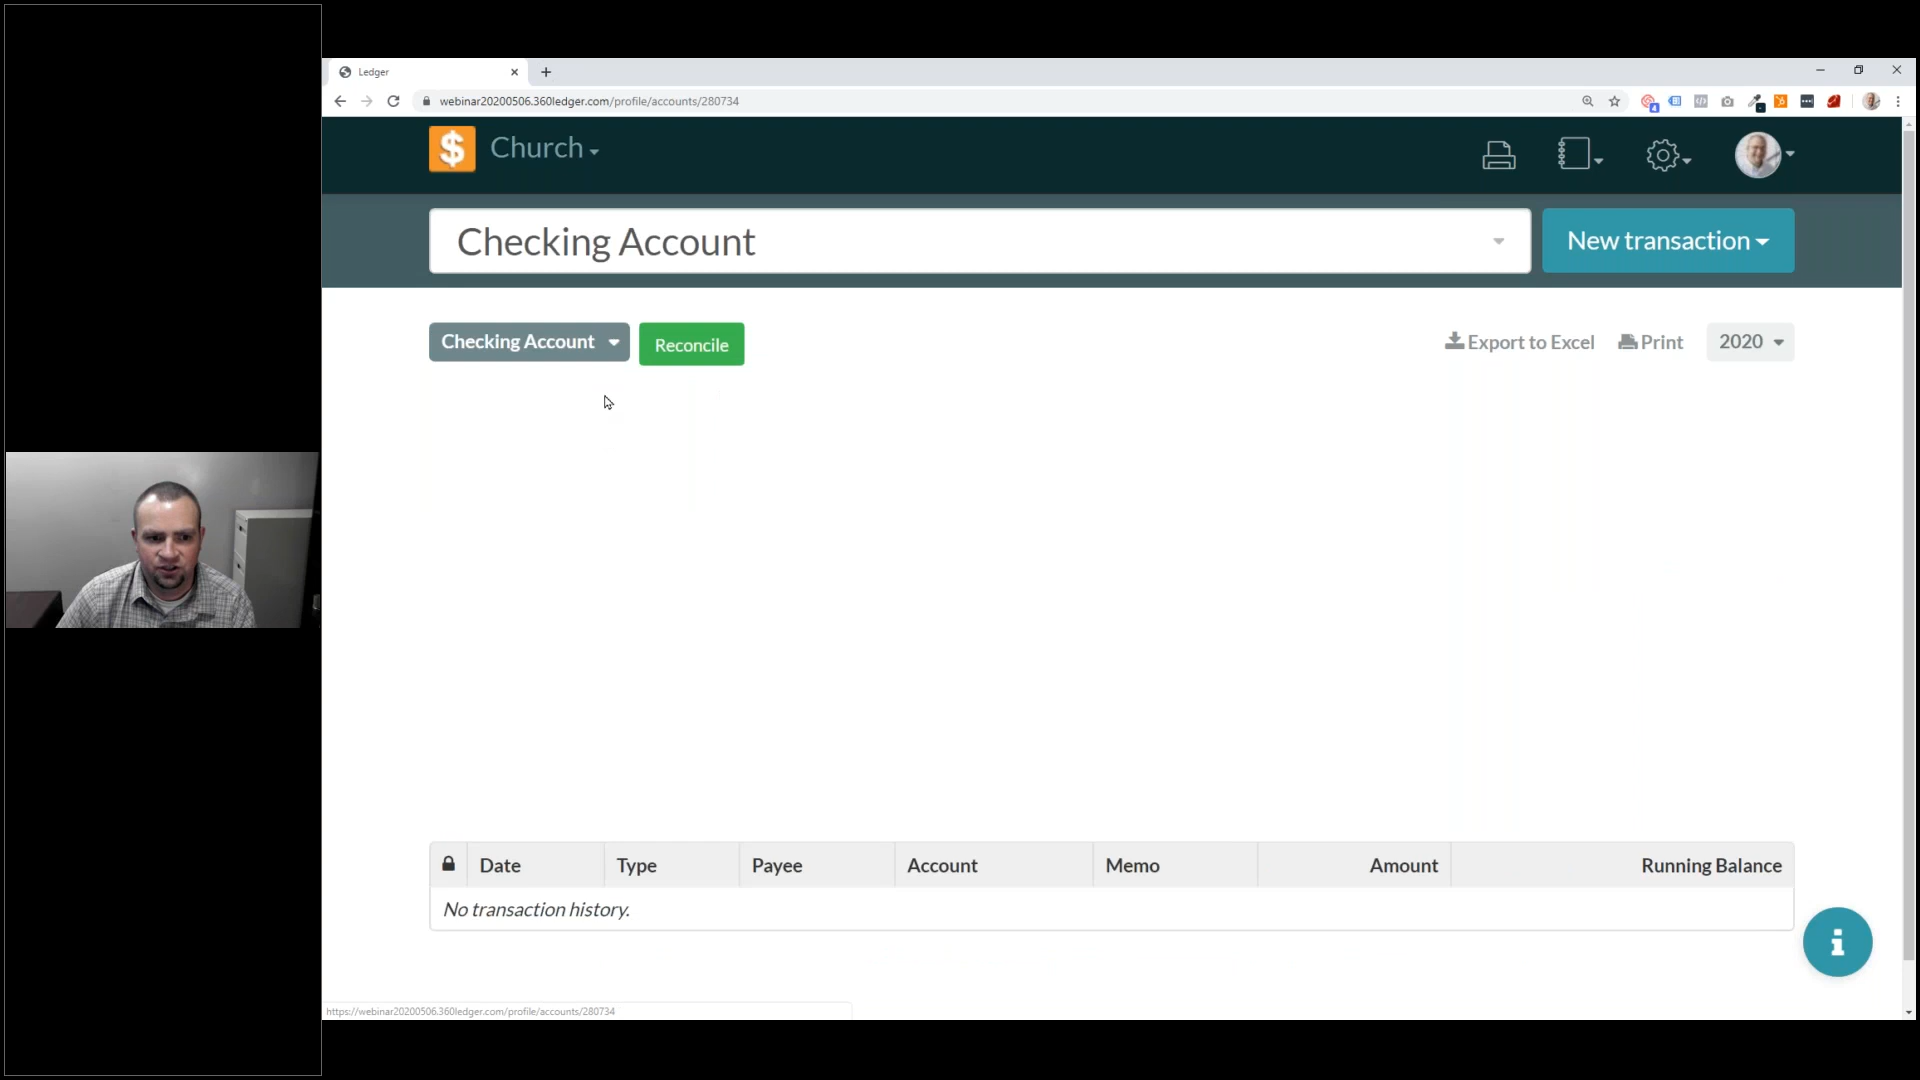 Ledger
webinar20200506.360ledger.com/profile/accounts/280734
$ Church
Checking Account
New transaction
Checking Account
Reconcile
Export to Excel
Print
2020
Date Type Payee Account Memo Amount Running Balance
No transaction history.
i
https://webinar20200506.360ledger.com/profile/accounts/280734